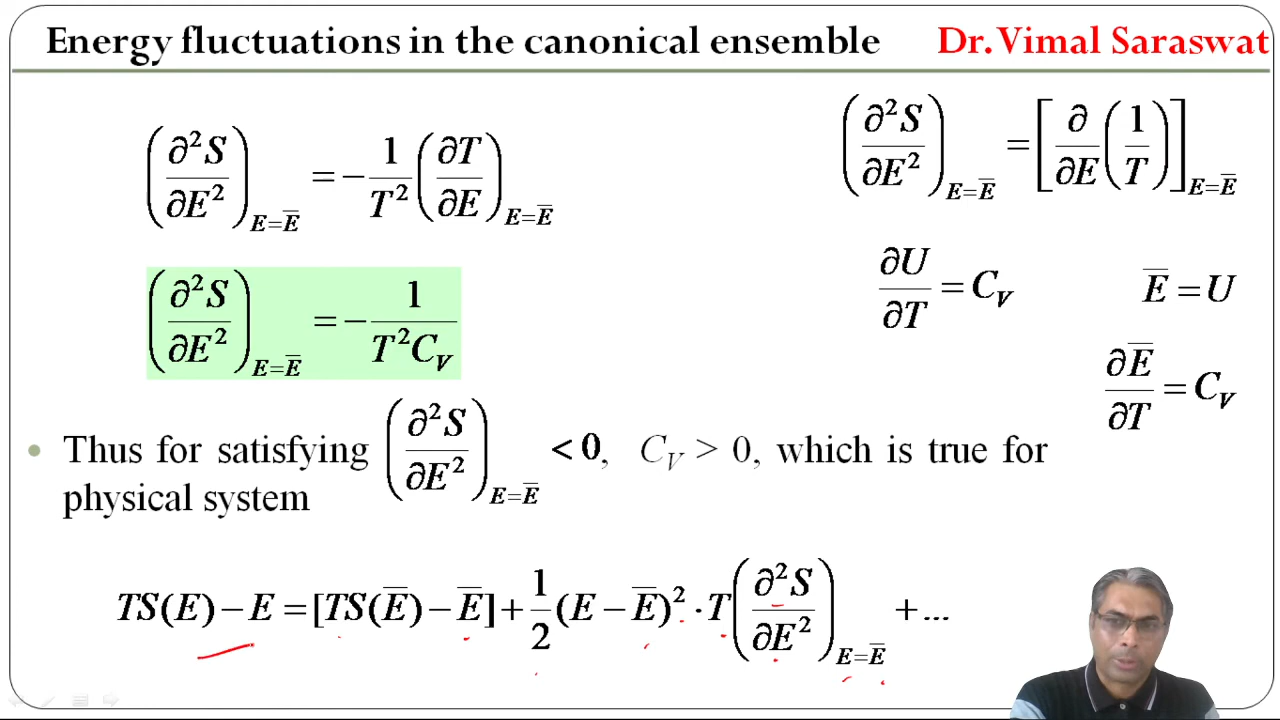 Energy fluctuations in the canonical ensemble Dr. Vimal Saraswat
(∂²S/∂E²)_{E=E̅} = −(1/T²)(∂T/∂E)_{E=E̅}
(∂²S/∂E²)_{E=E̅} = [∂/∂E(1/T)]_{E=E̅}
(∂²S/∂E²)_{E=E̅} = −1/(T²C_V)
∂U/∂T = C_V
E̅ = U
∂E̅/∂T = C_V
• Thus for satisfying (∂²S/∂E²)_{E=E̅} < 0, C_V > 0, which is true for
physical system
TS(E) − E = [TS(E̅) − E̅] + ½(E − E̅)² · T(∂²S/∂E²)_{E=E̅} + ...